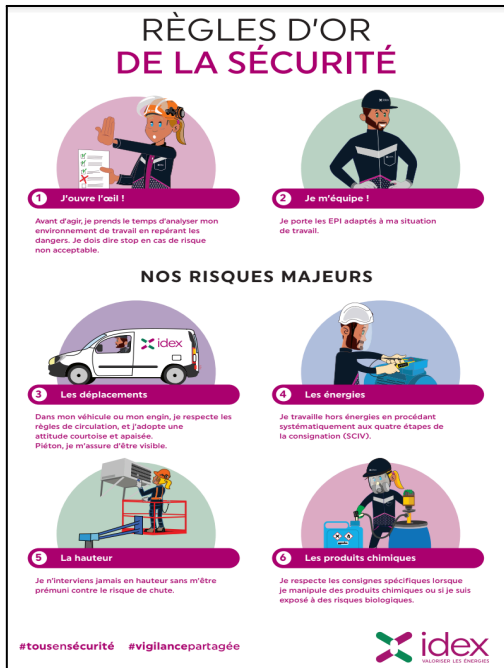 RÈGLES D'OR
DE LA SÉCURITÉ
1 J'ouvre l'œil !
Avant d'agir, je prends le temps d'analyser mon
environnement de travail en repérant les
dangers. Je dois dire stop en cas de risque
non acceptable.
2 Je m'équipe !
Je porte les EPI adaptés à ma situation
de travail.
NOS RISQUES MAJEURS
idex
3 Les déplacements
Dans mon véhicule ou mon engin, je respecte les
règles de circulation, et j'adopte une
attitude courtoise et apaisée.
Piéton, je m'assure d'être visible.
4 Les énergies
Je travaille hors énergies en procédant
systématiquement aux quatre étapes de
la consignation (SCIV).
5 La hauteur
Je n'interviens jamais en hauteur sans m'être
prémuni contre le risque de chute.
6 Les produits chimiques
Je respecte les consignes spécifiques lorsque
je manipule des produits chimiques ou si je suis
exposé à des risques biologiques.
#tousensécurité #vigilancepartagée
idex
VALORISER LES ÉNERGIES